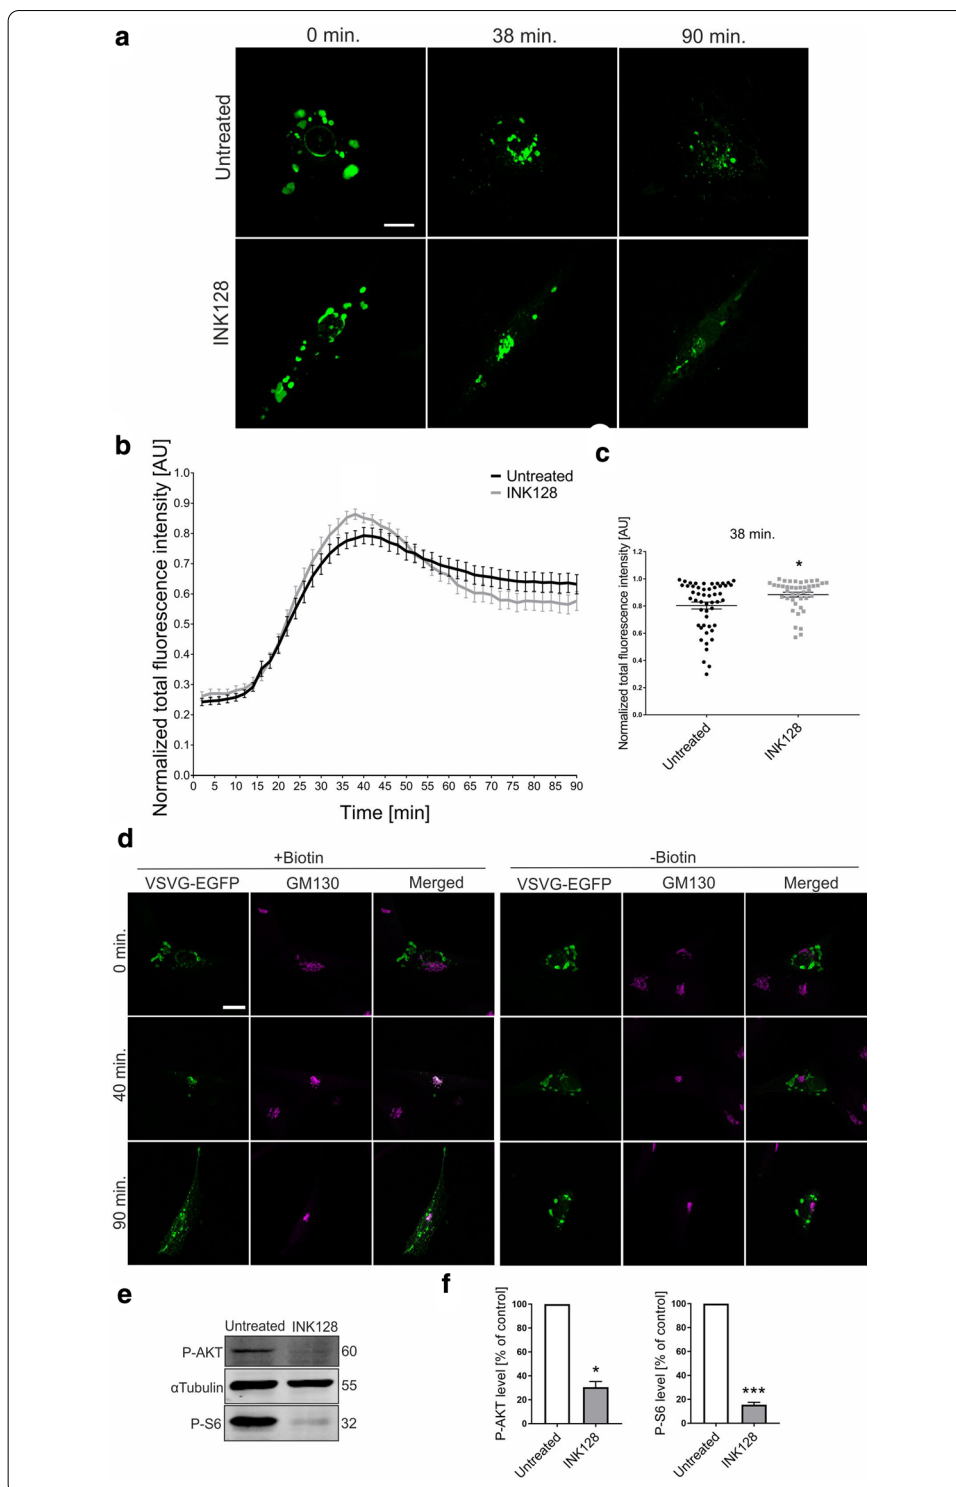 a
0 min. 38 min. 90 min.
Untreated
INK128
b
Normalized total fluorescence intensity [AU]
1.0
0.9
0.8
0.7
0.6
0.5
0.4
0.3
0.2
0.1
0.0
0 5 10 15 20 25 30 35 40 45 50 55 60 65 70 75 80 85 90
Time [min]
Untreated
INK128
c
38 min.
Normalized total fluorescence intensity [AU]
1.2
1.0
0.8
0.6
0.4
0.2
0.0
*
Untreated
INK128
d
+Biotin -Biotin
VSVG-EGFP GM130 Merged VSVG-EGFP GM130 Merged
0 min.
40 min.
90 min.
e
Untreated INK128
P-AKT 60
αTubulin 55
P-S6 32
f
P-AKT level [% of control]
100
80
60
40
20
0
*
Untreated
INK128
P-S6 level [% of control]
100
80
60
40
20
0
***
Untreated
INK128